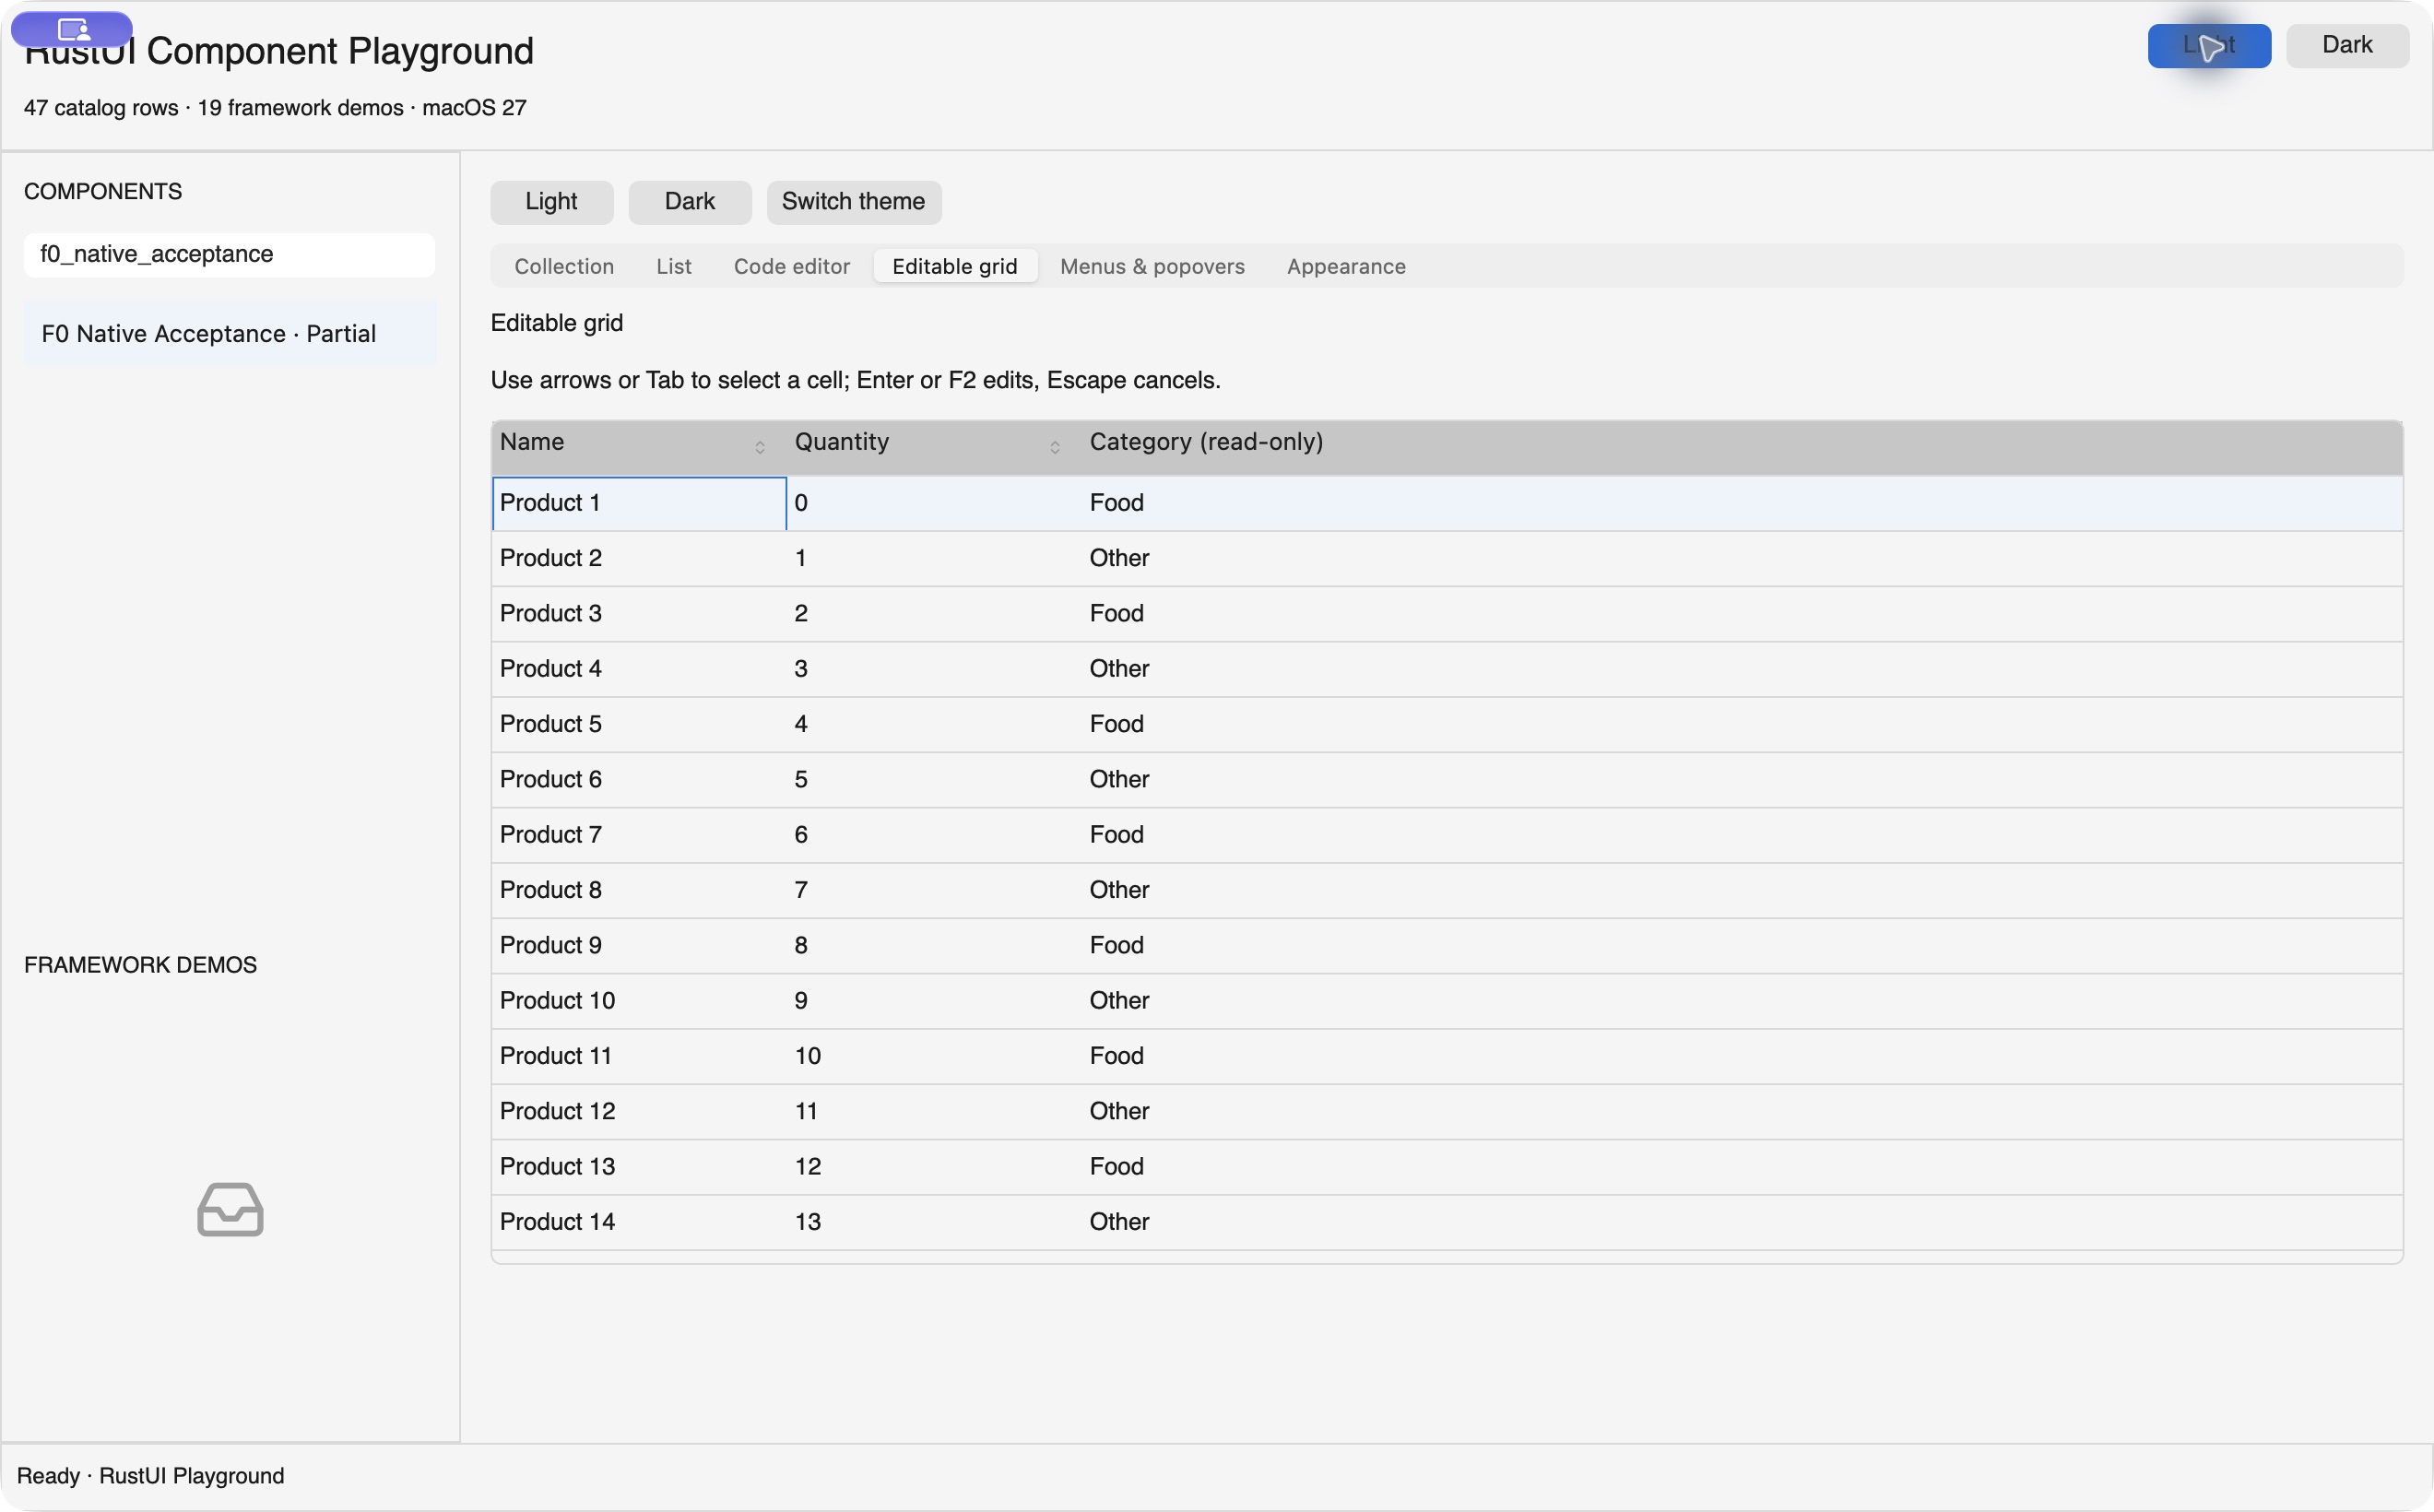 RustUI Component Playground
Dark
47 catalog rows · 19 framework demos · macOS 27
COMPONENTS
f0_native_acceptance
F0 Native Acceptance · Partial
FRAMEWORK DEMOS
Light Dark Switch theme
Collection List Code editor Editable grid Menus & popovers Appearance
Editable grid
Use arrows or Tab to select a cell; Enter or F2 edits, Escape cancels.
Name Quantity Category (read-only)
Product 1 0 Food
Product 2 1 Other
Product 3 2 Food
Product 4 3 Other
Product 5 4 Food
Product 6 5 Other
Product 7 6 Food
Product 8 7 Other
Product 9 8 Food
Product 10 9 Other
Product 11 10 Food
Product 12 11 Other
Product 13 12 Food
Product 14 13 Other
Ready · RustUI Playground